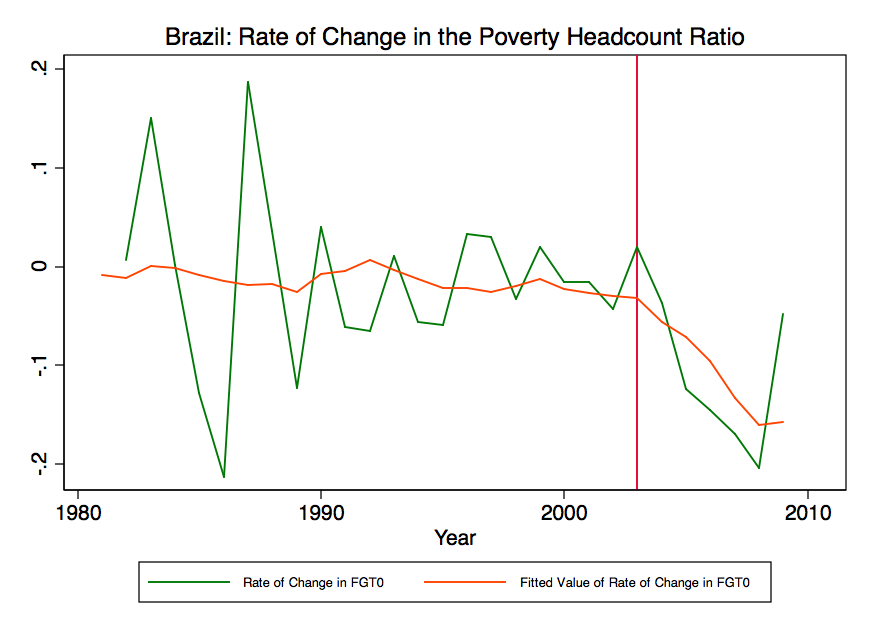 Brazil: Rate of Change in the Poverty Headcount Ratio
.2
.1
0
-.1
-.2
1980 1990 2000 2010
Year
Rate of Change in FGT0 Fitted Value of Rate of Change in FGT0